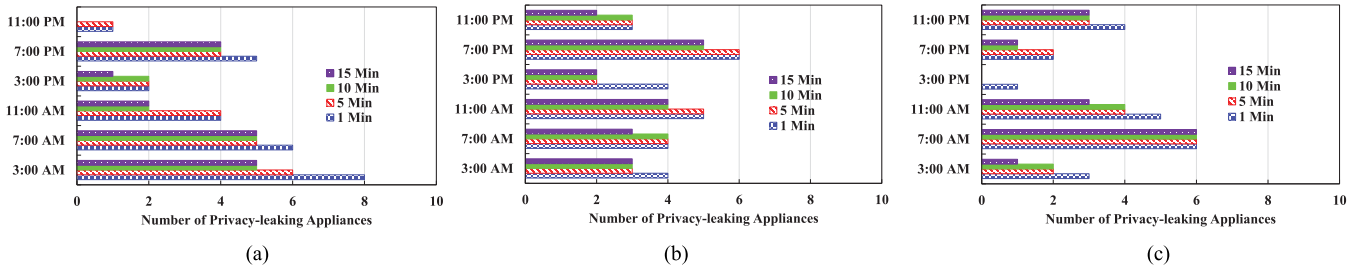 11:00 PM
7:00 PM
3:00 PM
11:00 AM
7:00 AM
3:00 AM
15 Min
10 Min
5 Min
1 Min
0 2 4 6 8 10
Number of Privacy-leaking Appliances
(a)
11:00 PM
7:00 PM
3:00 PM
11:00 AM
7:00 AM
3:00 AM
15 Min
10 Min
5 Min
1 Min
0 2 4 6 8 10
Number of Privacy-leaking Appliances
(b)
11:00 PM
7:00 PM
3:00 PM
11:00 AM
7:00 AM
3:00 AM
15 Min
10 Min
5 Min
1 Min
0 2 4 6 8 10
Number of Privacy-leaking Appliances
(c)